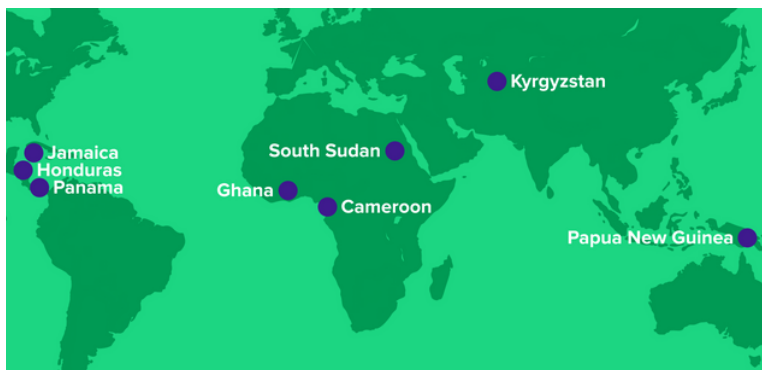 Kyrgyzstan
Jamaica
South Sudan
Honduras
Panama
Ghana
Cameroon
Papua New Guinea